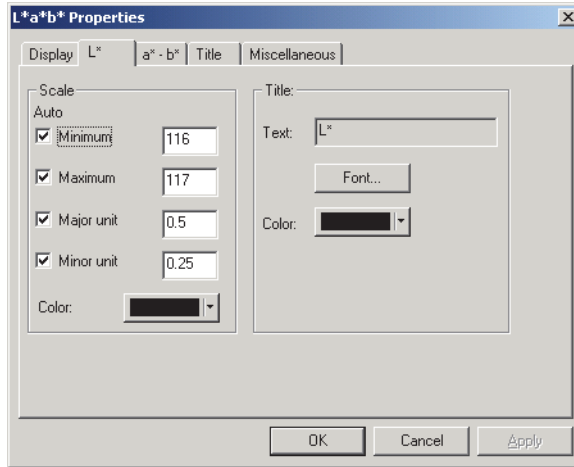 L*a*b* Properties
Display L* a* - b* Title Miscellaneous
Scale
Auto
Minimum 116
Maximum 117
Major unit 0.5
Minor unit 0.25
Color:
Title:
Text: L*
Font...
Color:
OK Cancel Apply